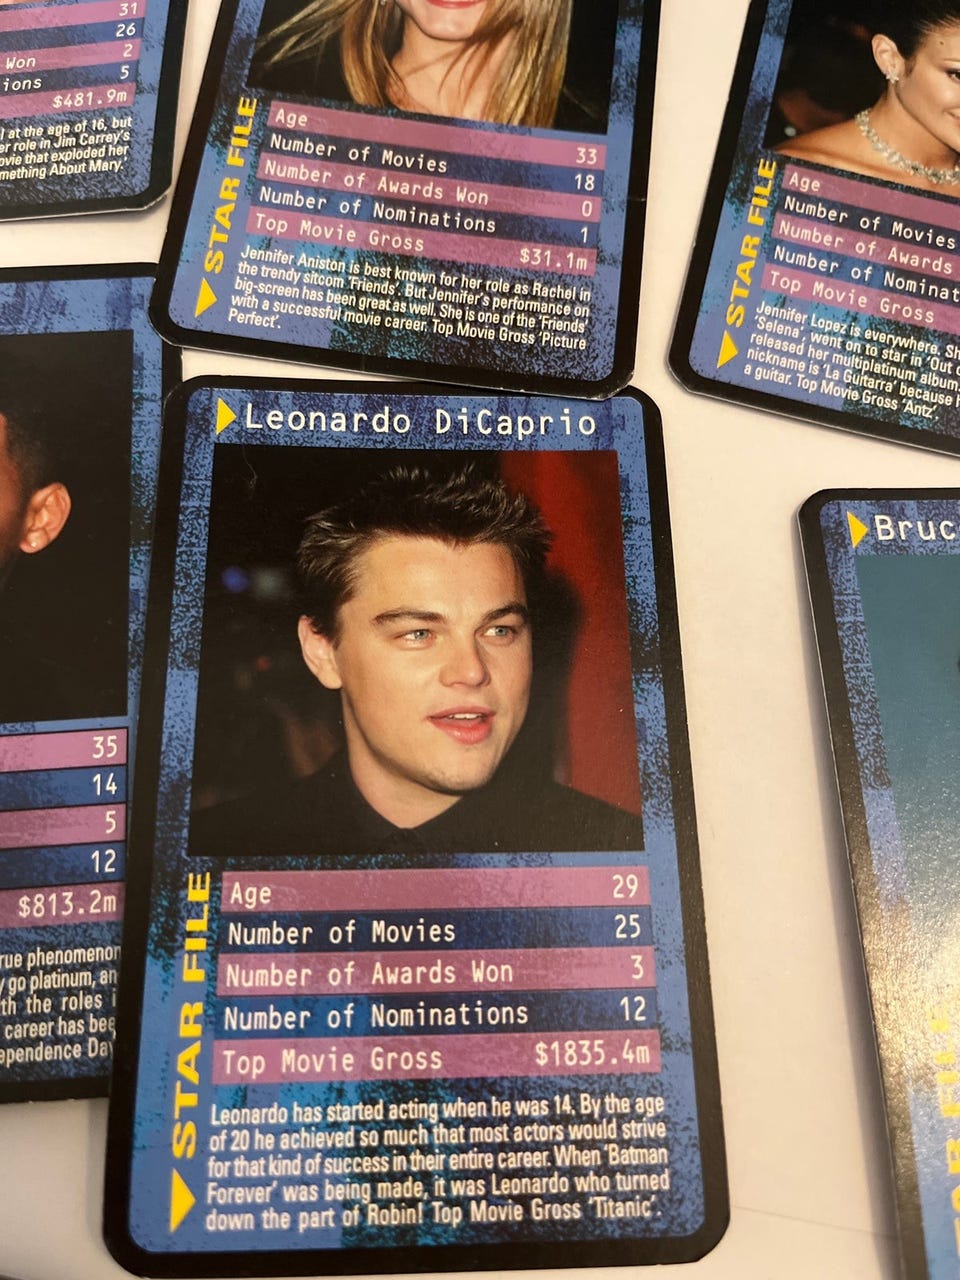 31
26
Won 2
ions 5
$481.9m
at the age of 16, but
er role in Jim Carrey's
ovie that exploded her
mething About Mary.'
STAR FILE
Age 33
Number of Movies 18
Number of Awards Won 0
Number of Nominations 1
Top Movie Gross $31.1m
Jennifer Aniston is best known for her role as Rachel in
the trendy sitcom 'Friends'. But Jennifer's performance on
big-screen has been great as well. She is one of the 'Friends'
with a successful movie career. Top Movie Gross 'Picture
Perfect'.
STAR FILE
Age
Number of Movies
Number of Awards
Number of Nominat
Top Movie Gross
Jennifer Lopez is everywhere. Sh
'Selena', went on to star in 'Out o
released her multiplatinum album.
nickname is 'La Guitarra' because h
a guitar. Top Movie Gross 'Antz'.
35
14
5
12
$813.2m
rue phenomenon
y go platinum, an
th the roles i
career has bee
ependence Da
Leonardo DiCaprio
STAR FILE
Age 29
Number of Movies 25
Number of Awards Won 3
Number of Nominations 12
Top Movie Gross $1835.4m
Leonardo has started acting when he was 14. By the age
of 20 he achieved so much that most actors would strive
for that kind of success in their entire career. When 'Batman
Forever' was being made, it was Leonardo who turned
down the part of Robin! Top Movie Gross 'Titanic'.
Bruc